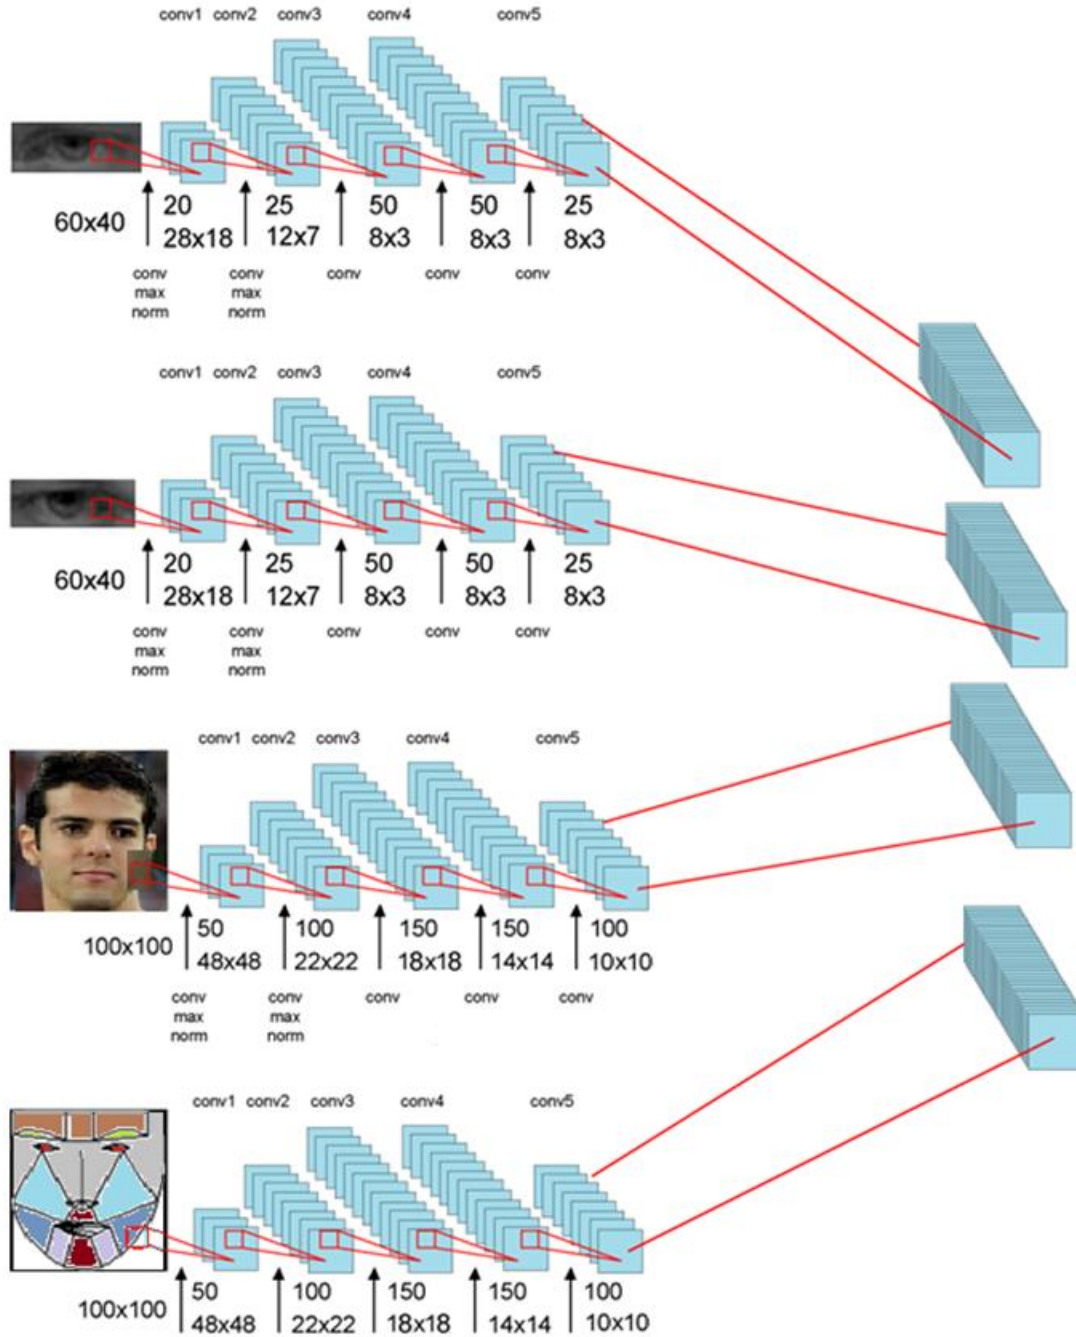 conv1 conv2 conv3 conv4 conv5
60x40
20 25 50 50 25
28x18 12x7 8x3 8x3 8x3
conv conv conv conv conv
max max
norm norm
conv1 conv2 conv3 conv4 conv5
60x40
20 25 50 50 25
28x18 12x7 8x3 8x3 8x3
conv conv conv conv conv
max max
norm norm
conv1 conv2 conv3 conv4 conv5
100x100
50 100 150 150 100
48x48 22x22 18x18 14x14 10x10
conv conv conv conv conv
max max
norm norm
conv1 conv2 conv3 conv4 conv5
100x100
50 100 150 150 100
48x48 22x22 18x18 14x14 10x10